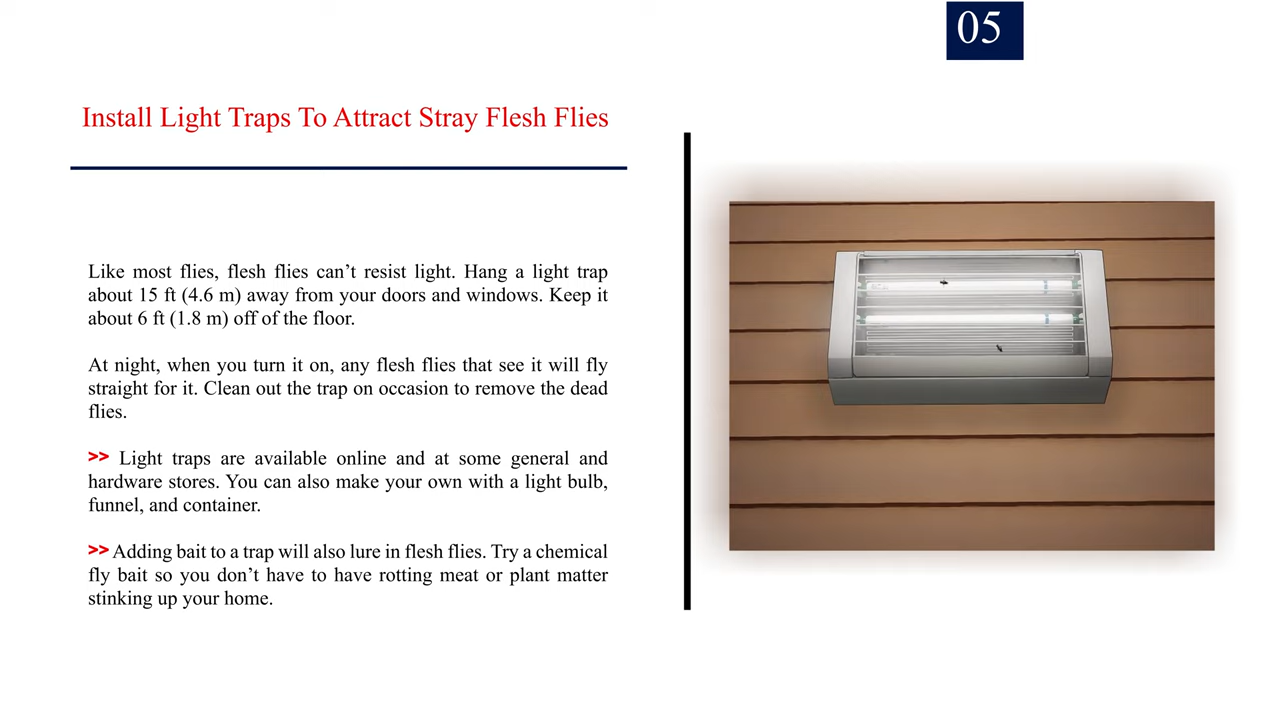 05
Install Light Traps To Attract Stray Flesh Flies
Like most flies, flesh flies can’t resist light. Hang a light trap
about 15 ft (4.6 m) away from your doors and windows. Keep it
about 6 ft (1.8 m) off of the floor.
At night, when you turn it on, any flesh flies that see it will fly
straight for it. Clean out the trap on occasion to remove the dead
flies.
>> Light traps are available online and at some general and
hardware stores. You can also make your own with a light bulb,
funnel, and container.
>> Adding bait to a trap will also lure in flesh flies. Try a chemical
fly bait so you don’t have to have rotting meat or plant matter
stinking up your home.